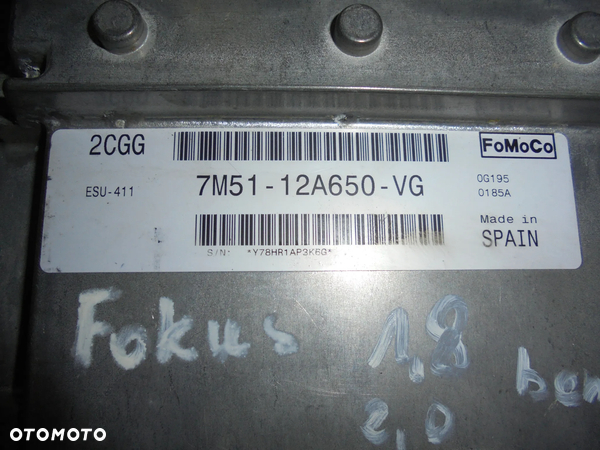 2CGG
FoMoCo
ESU-411
7M51-12A650-VG
0G195
0185A
Made in
SPAIN
S/N: *Y78HR1AP3K6G*
Fokus 1,8
2,0
OTOMOTO